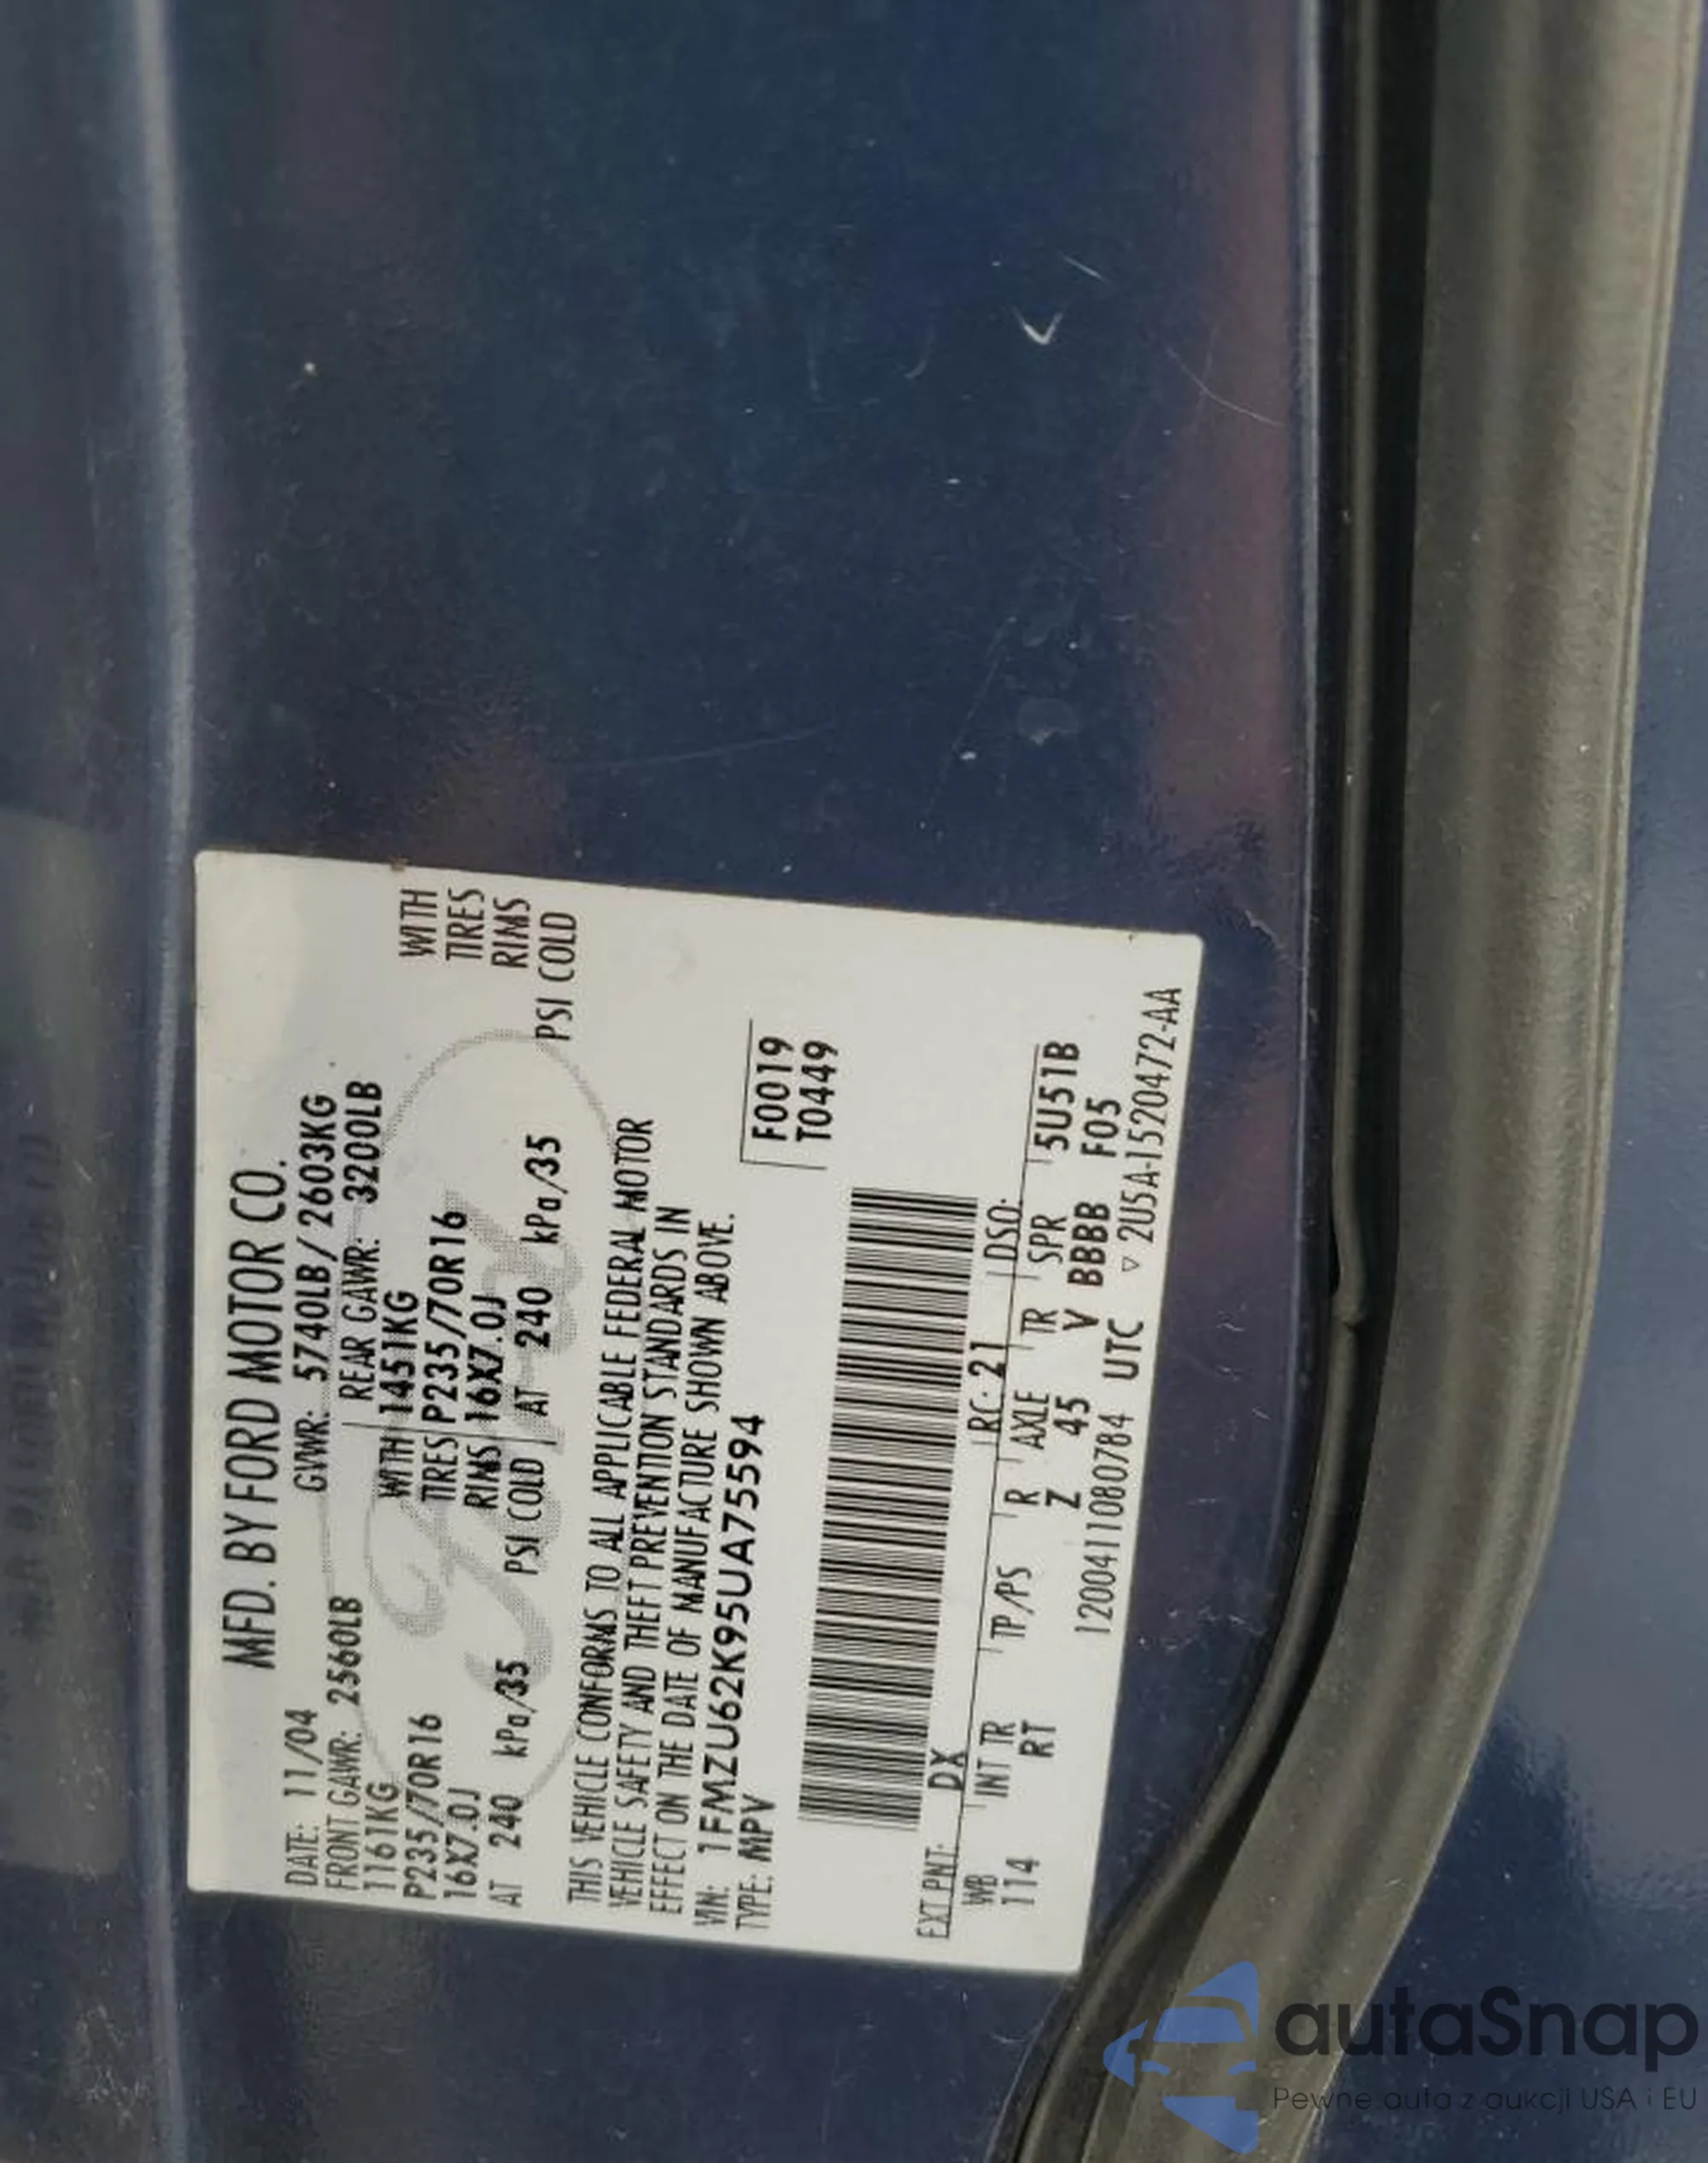 MFD. BY FORD MOTOR CO.
DATE: 11/04 GVWR: 5740LB/2603KG
FRONT GAWR: 2560LB REAR GAWR: 3200LB
1161KG WITH 1451KG WITH
P235/70R16 TIRES P235/70R16 TIRES
16X7.0J RIMS 16X7.0J RIMS
AT 240 kPa/35 PSI COLD AT 240 kPa/35 PSI COLD
THIS VEHICLE CONFORMS TO ALL APPLICABLE FEDERAL MOTOR
VEHICLE SAFETY AND THEFT PREVENTION STANDARDS IN
EFFECT ON THE DATE OF MANUFACTURE SHOWN ABOVE.
VIN: 1FMZU62K95UA75594
TYPE: MPV
F0019
T0449
EXT PNT: DX RC: 21 DSO:
WB INT TR TP/PS R AXLE TR SPR 5U51B
114 RT Z 45 V BBBB F05
1200411080784 UTC ▽ 2U5A-1520472-AA
autaSnap
Pewne auta z aukcji USA i EU